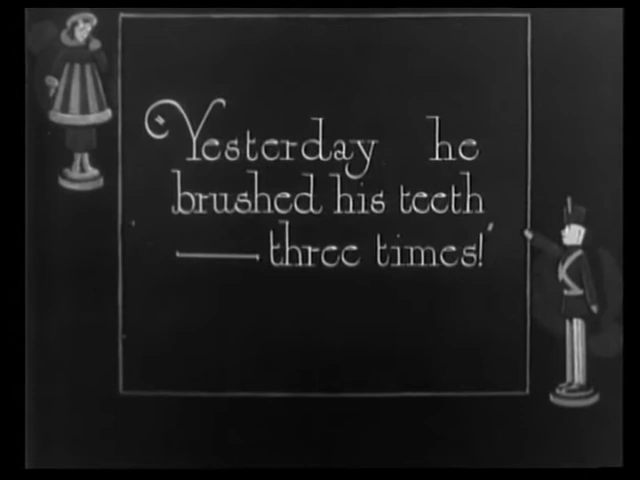 Yesterday he
brushed his teeth
— three times!'